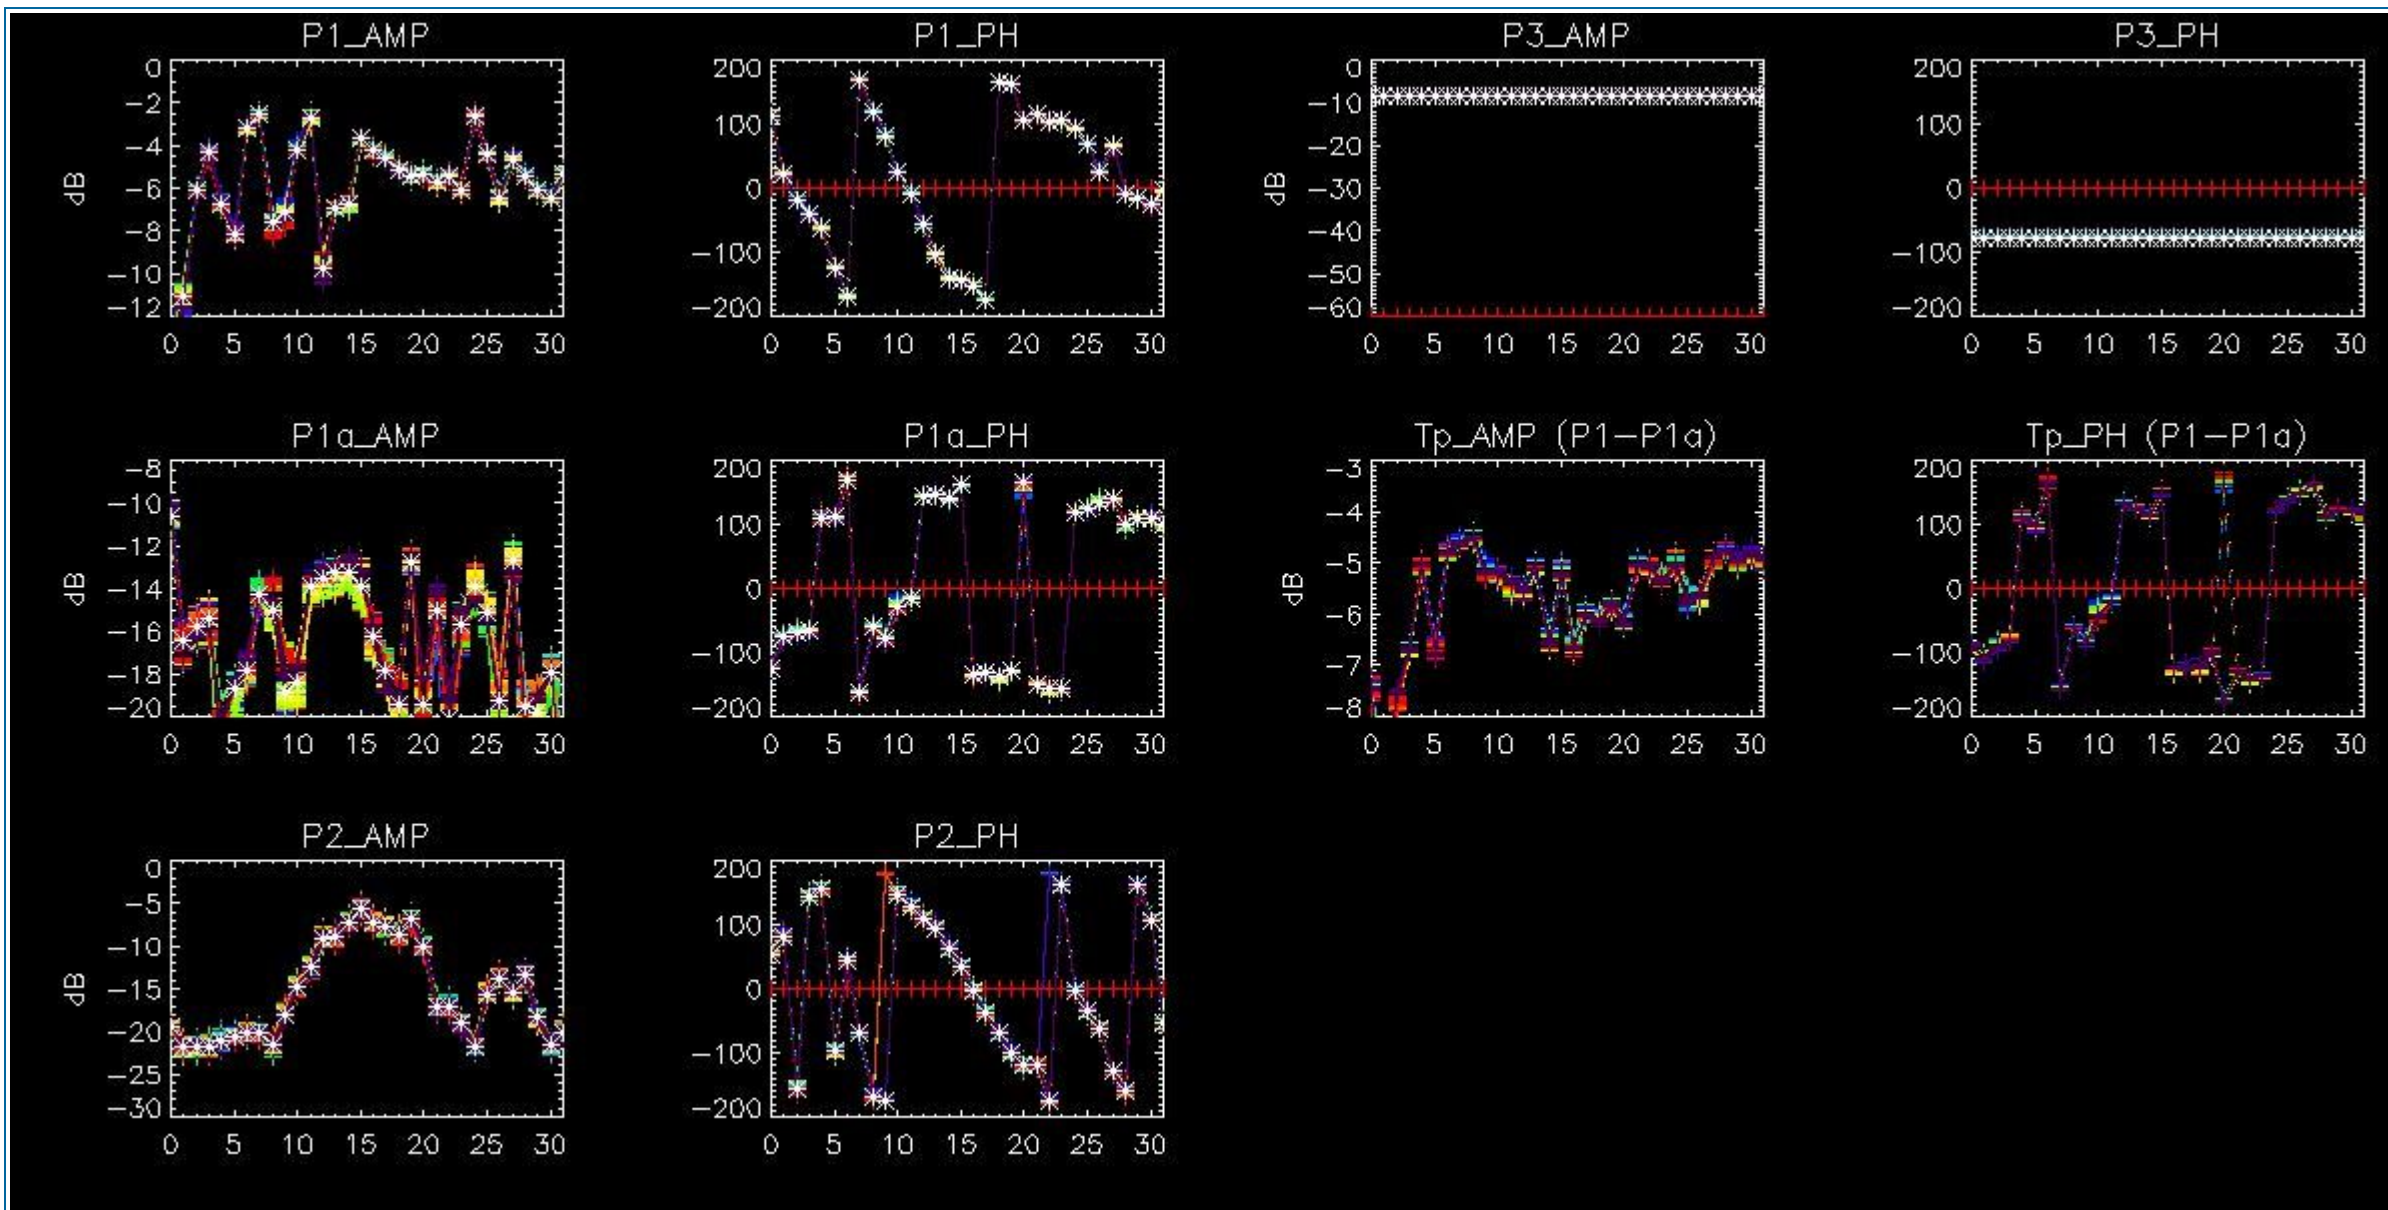 P1_AMP P1_PH P3_AMP P3_PH
0 200 0 200
−2 −10
100 100
−4 −20
dB −6 0 dB −30 0
−8 −40
−100 −100
−10 −50
−12 −200 −60 −200
0 5 10 15 20 25 30 0 5 10 15 20 25 30 0 5 10 15 20 25 30 0 5 10 15 20 25 30
P1a_AMP P1a_PH Tp_AMP (P1−P1a) Tp_PH (P1−P1a)
−8 200 −3 200
−10 −4
100 100
−12
dB −14 0 dB −5 0
−16 −6
−100 −100
−18 −7
−20 −200 −8 −200
0 5 10 15 20 25 30 0 5 10 15 20 25 30 0 5 10 15 20 25 30 0 5 10 15 20 25 30
P2_AMP P2_PH
0 200
−5
100
−10
dB −15 0
−20
−100
−25
−30 −200
0 5 10 15 20 25 30 0 5 10 15 20 25 30